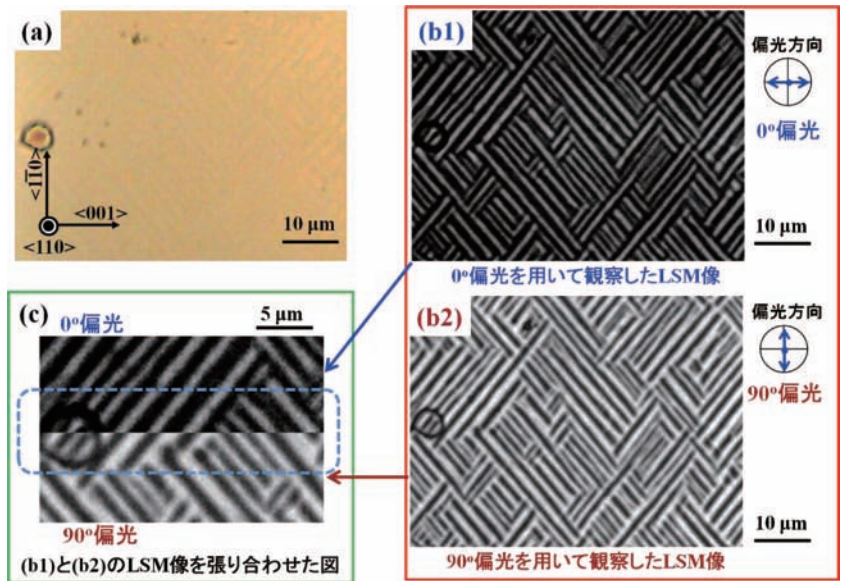 (a)
<1̄10>
<001>
<110>
10 μm
(b1)
偏光方向
0°偏光
10 μm
0°偏光を用いて観察したLSM像
(c)
0°偏光
5 μm
90°偏光
(b1)と(b2)のLSM像を張り合わせた図
(b2)
偏光方向
90°偏光
10 μm
90°偏光を用いて観察したLSM像